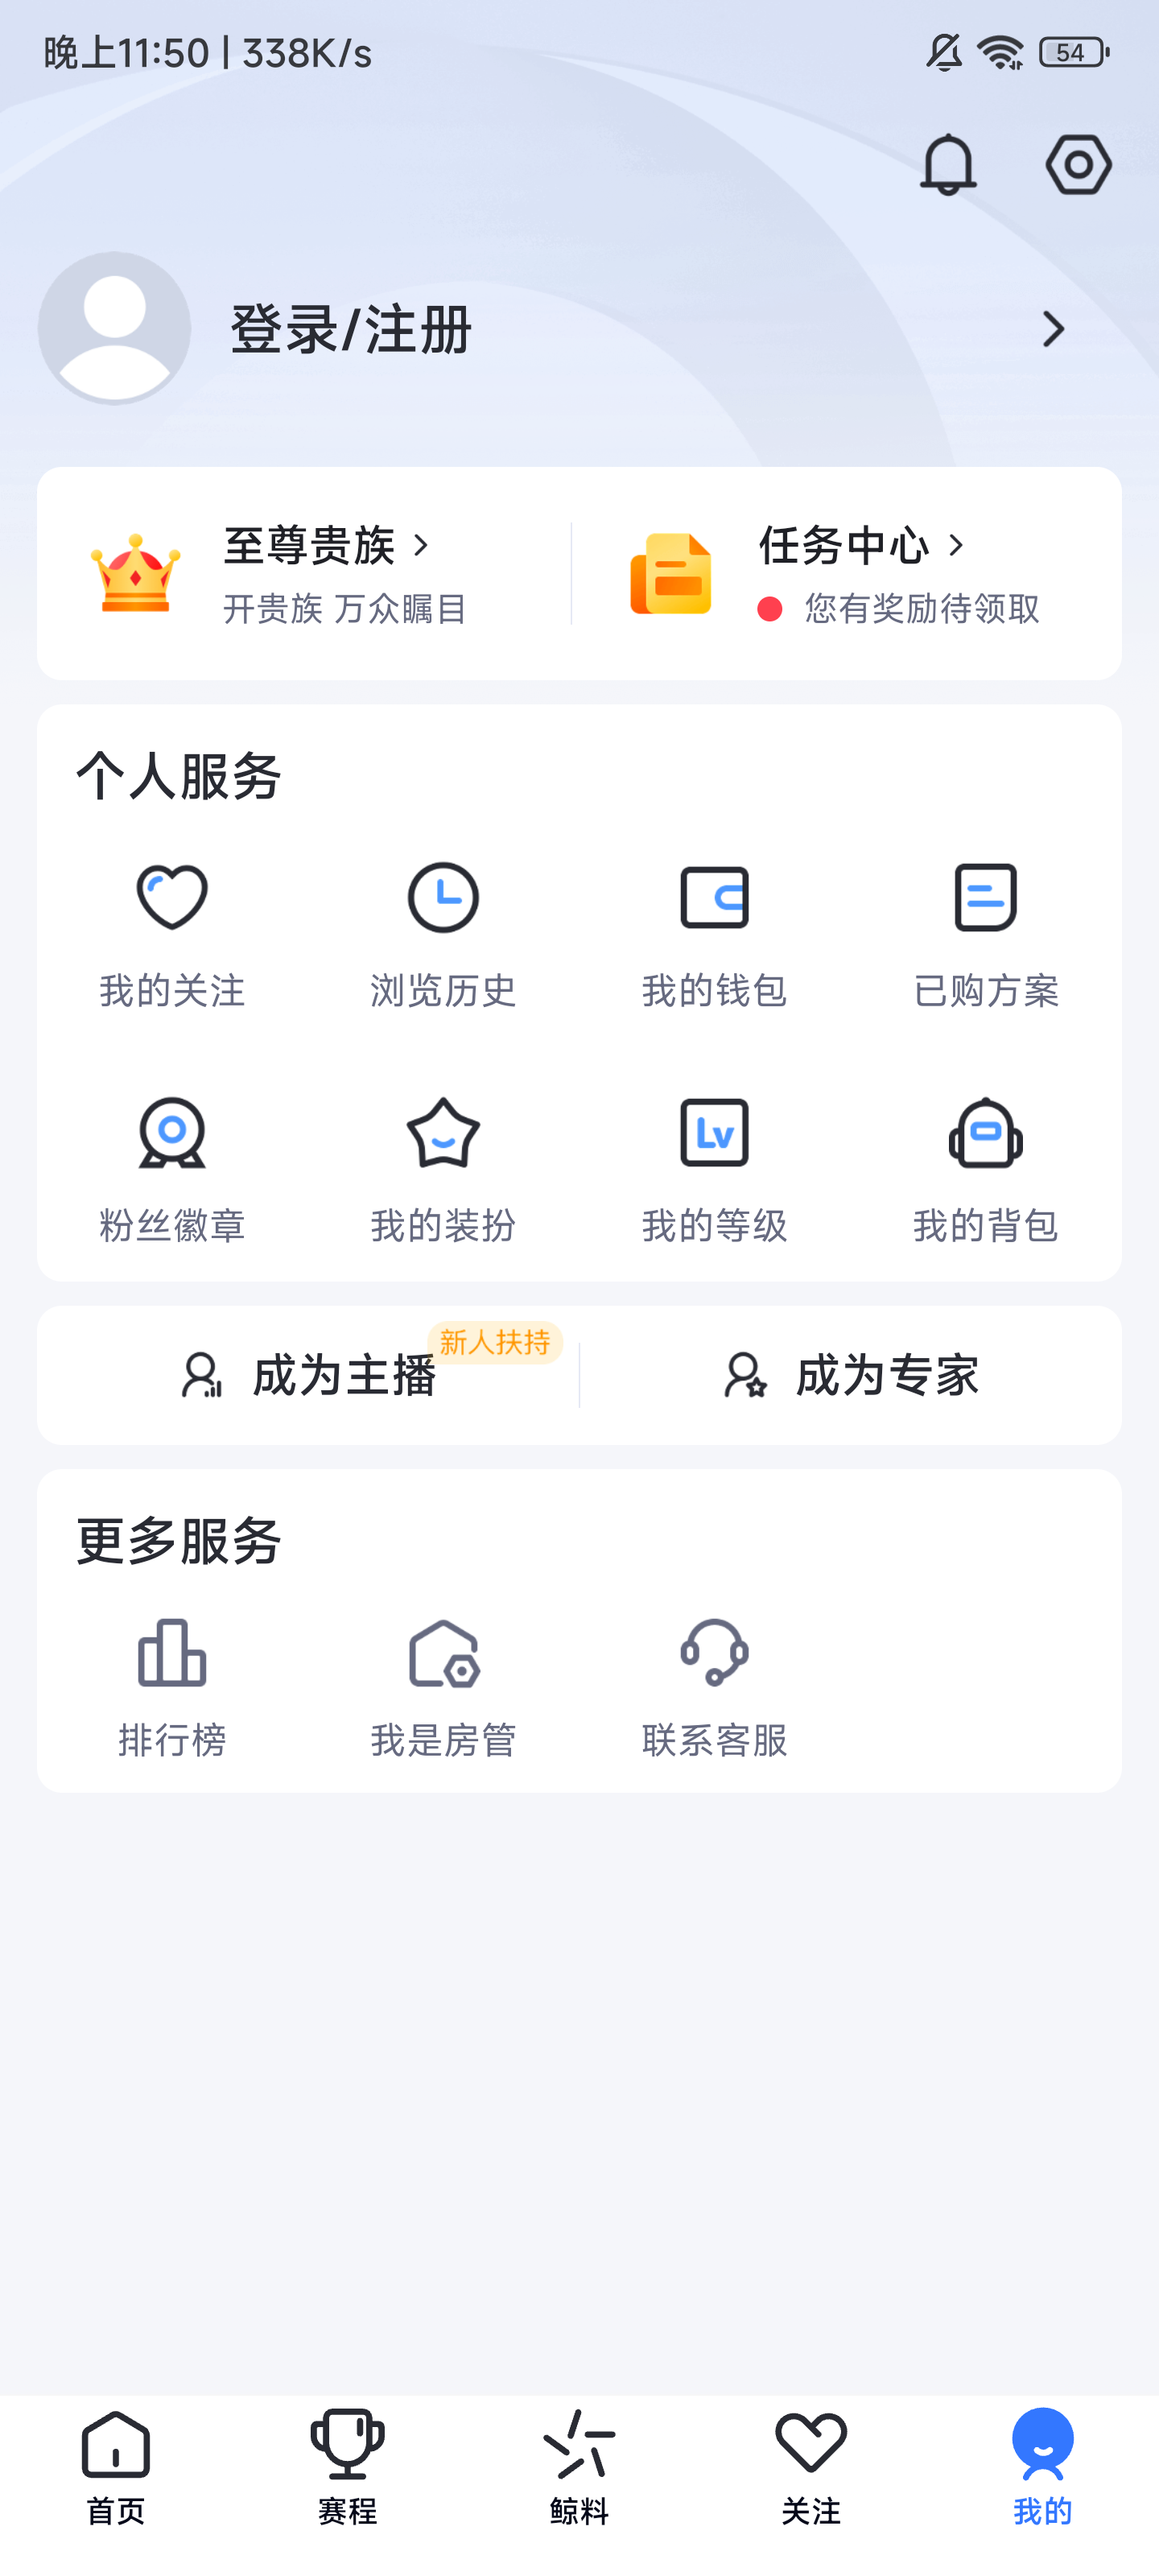 晚上11:50 | 338K/s
54
登录/注册
至尊贵族
任务中心
开贵族 万众瞩目
您有奖励待领取
个人服务
我的关注
浏览历史
我的钱包
已购方案
Lv
粉丝徽章
我的装扮
我的等级
我的背包
新人扶持
成为主播
成为专家
更多服务
排行榜
我是房管
联系客服
首页
赛程
鲸料
关注
我的